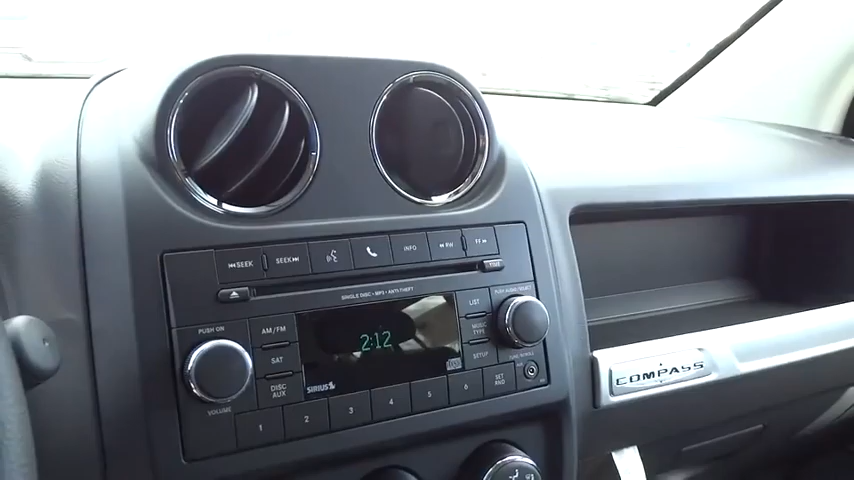 SEEK SEEK INFO RW FF
TIME
SINGLE DISC • MP3 • ANTI-THEFT
PUSH ON
VOLUME
AM/FM
SAT
DISC
AUX
2:12
SIRIUS
LIST
MUSIC
TYPE
SETUP
PUSH AUDIO/SELECT
TUNE/SCROLL
1 2 3 4 5 6 SET
RND
COMPASS